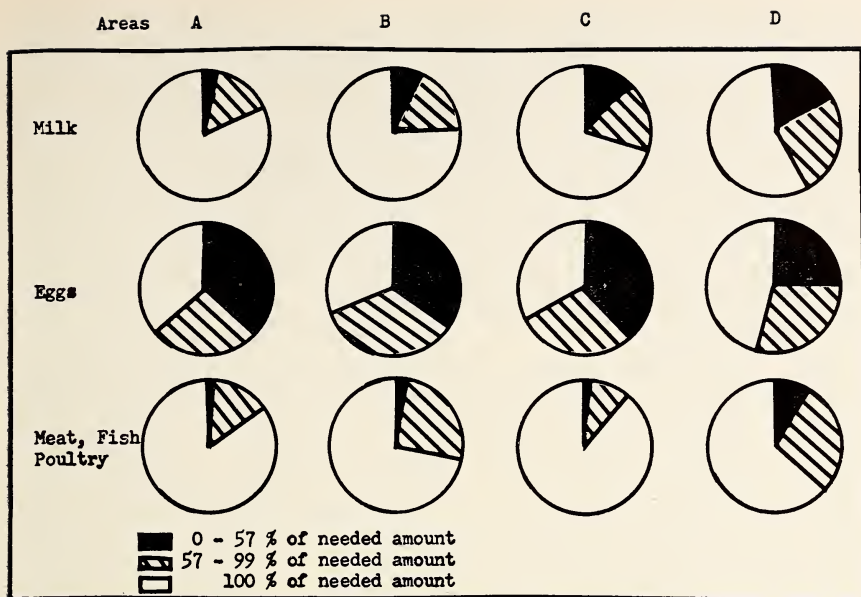 Areas A B C D
Milk
Eggs
Meat, Fish
Poultry
0 - 57 % of needed amount
57 - 99 % of needed amount
100 % of needed amount